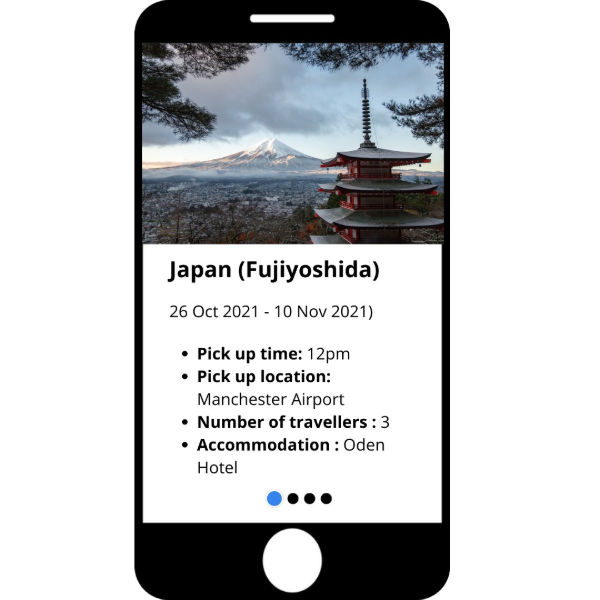 Japan (Fujiyoshida)
26 Oct 2021 - 10 Nov 2021)
Pick up time: 12pm
Pick up location:
Manchester Airport
Number of travellers : 3
Accommodation : Oden
Hotel